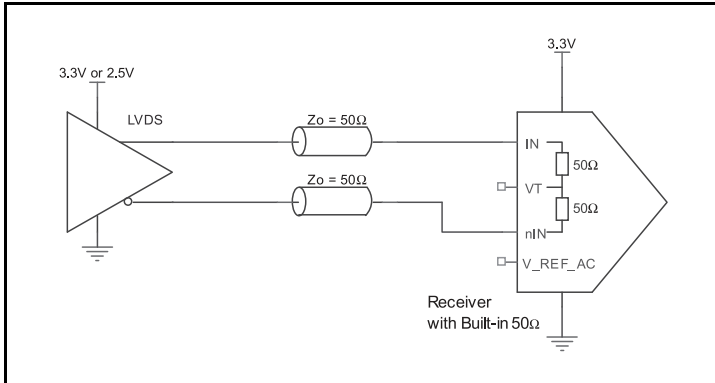 3.3V
3.3V or 2.5V
LVDS
Zo = 50Ω
IN
50Ω
Zo = 50Ω
VT
50Ω
nIN
V_REF_AC
Receiver
with Built-in 50Ω